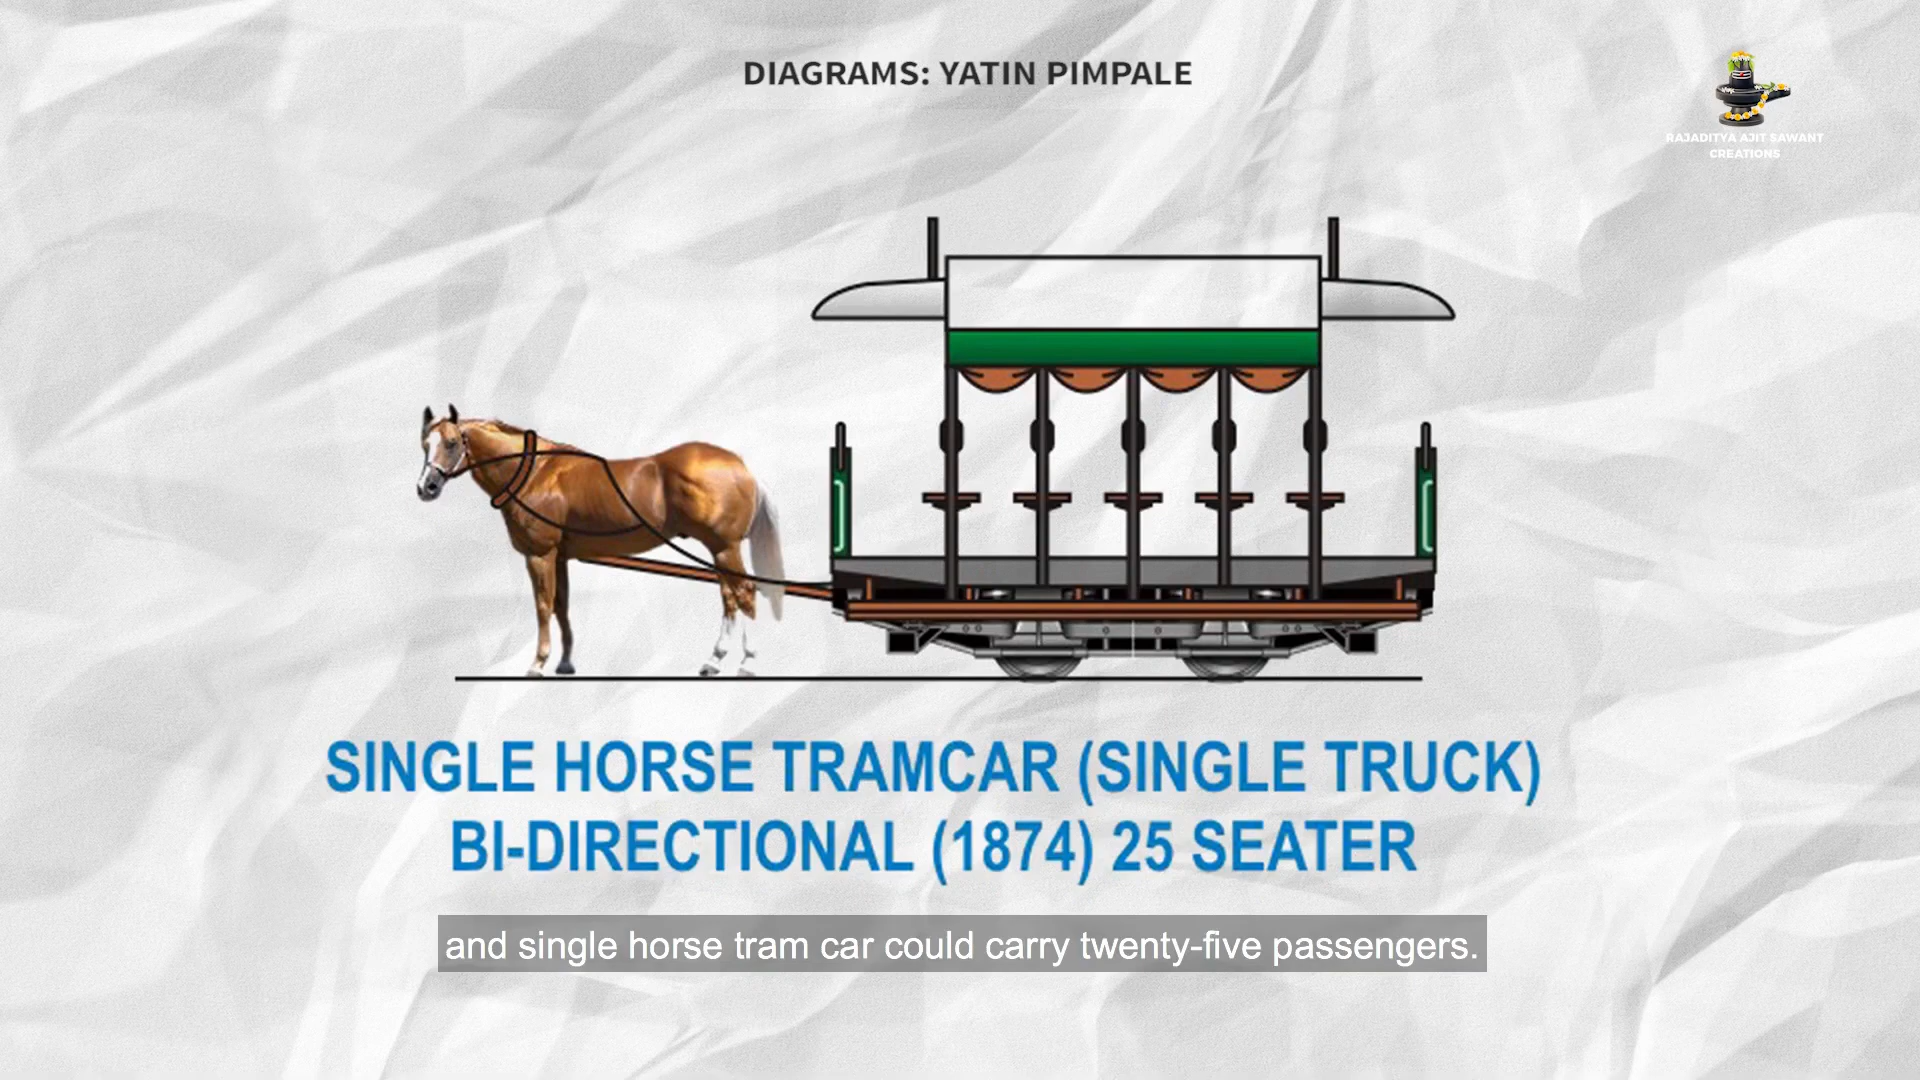 DIAGRAMS: YATIN PIMPALE
RAJADITYA AJIT SAWANT
CREATIONS
SINGLE HORSE TRAMCAR (SINGLE TRUCK)
BI-DIRECTIONAL (1874) 25 SEATER
and single horse tram car could carry twenty-five passengers.